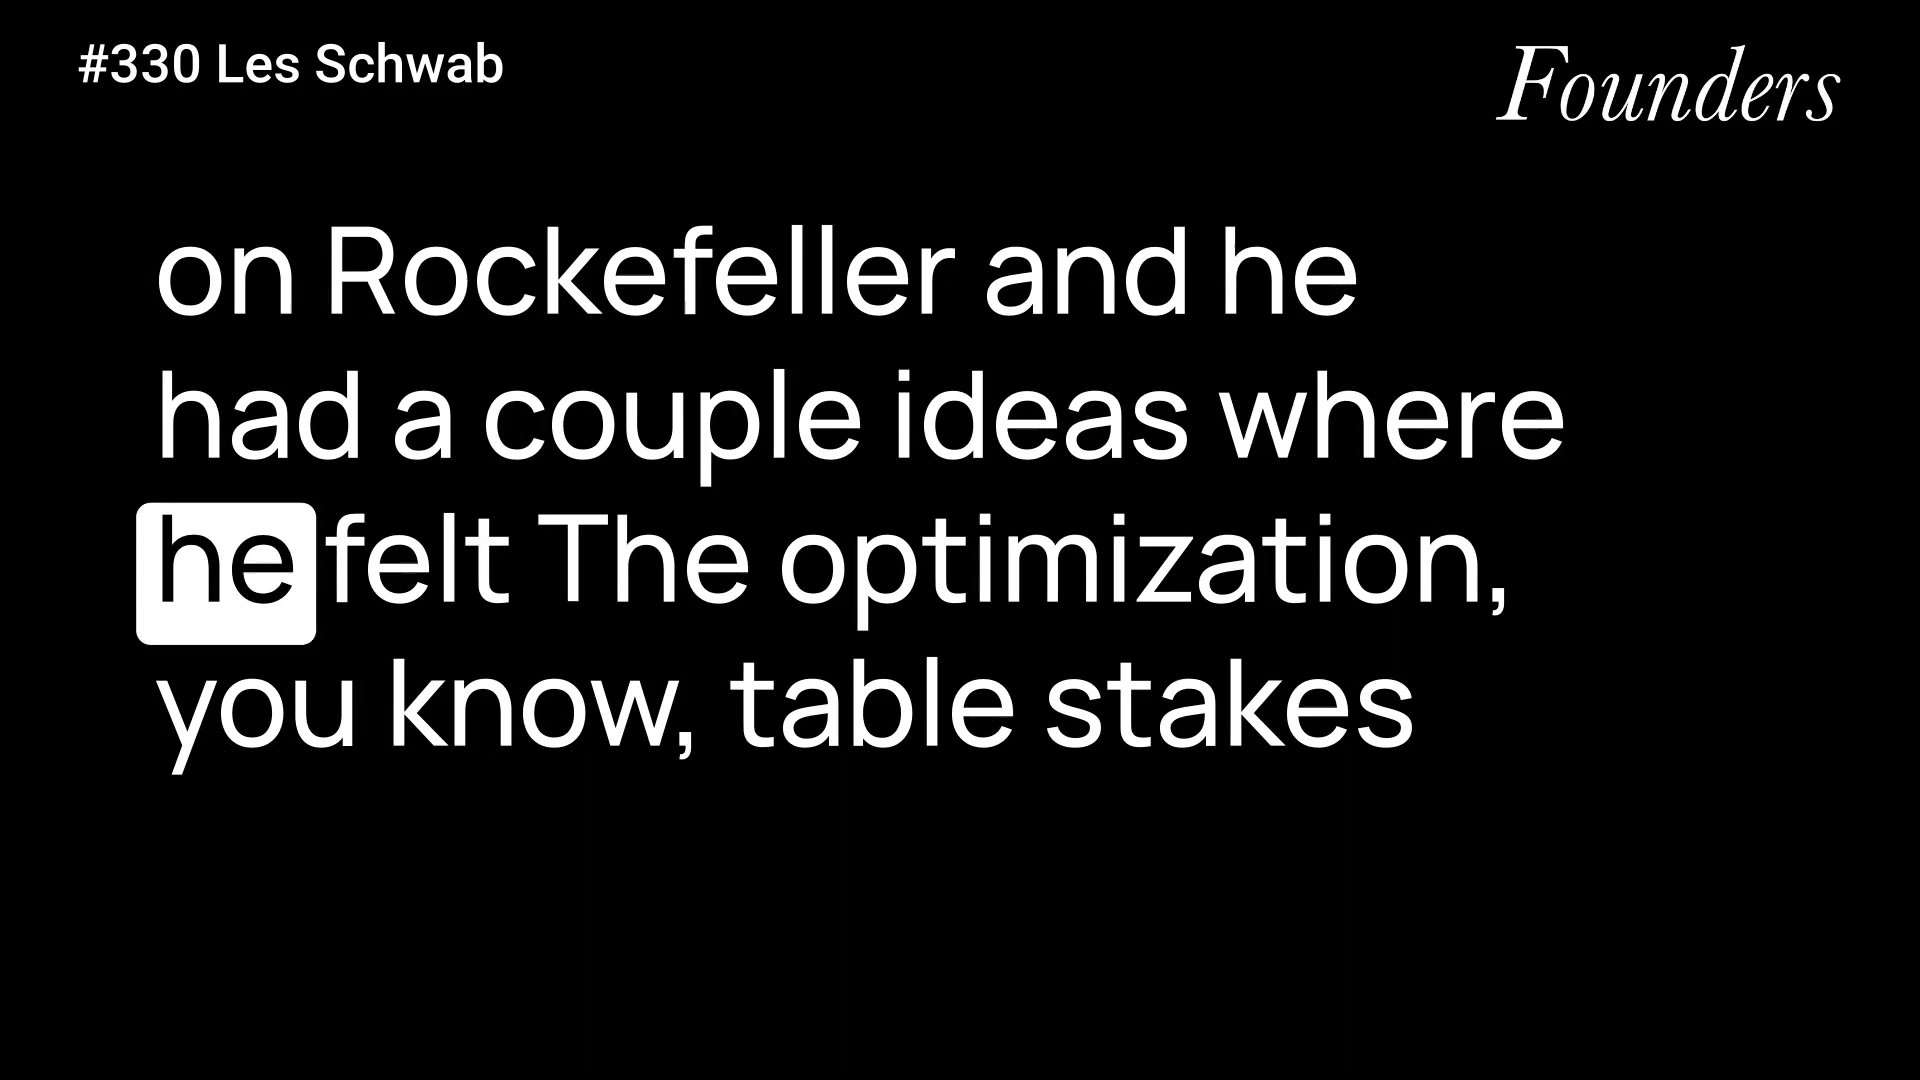 #330 Les Schwab
Founders
on Rockefeller and he
had a couple ideas where
he felt The optimization,
you know, table stakes